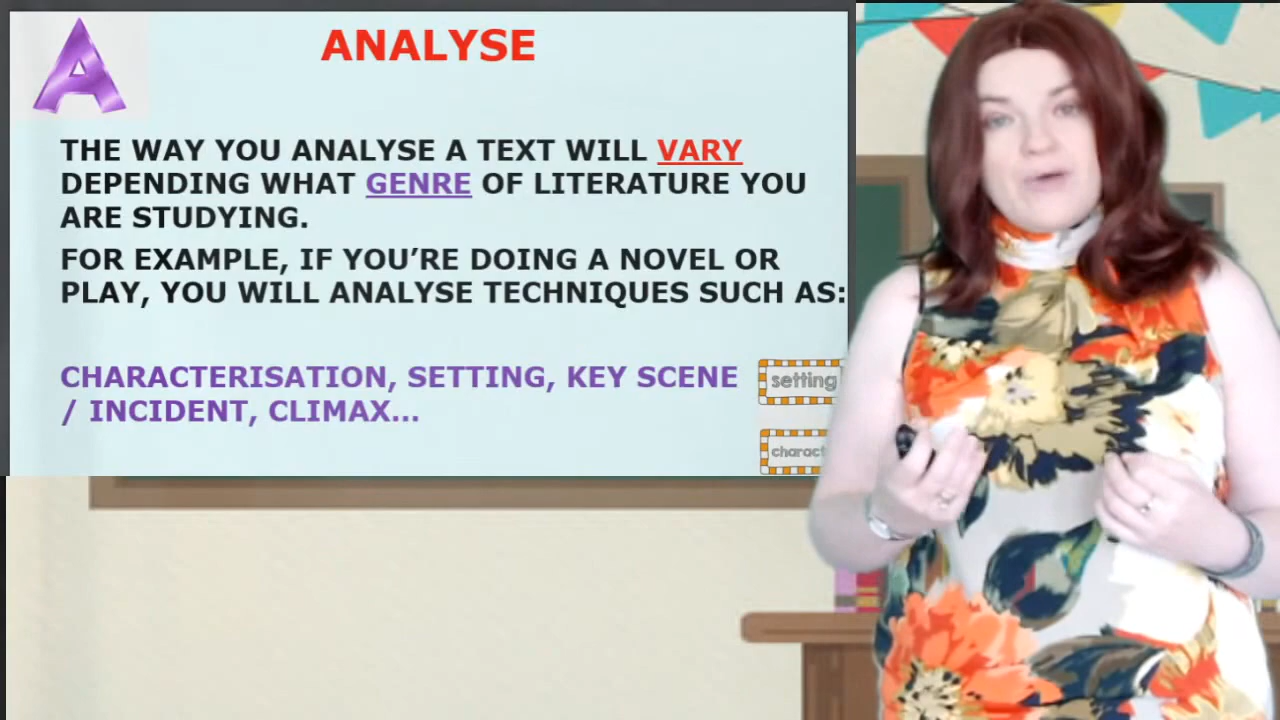 A
ANALYSE
THE WAY YOU ANALYSE A TEXT WILL VARY
DEPENDING WHAT GENRE OF LITERATURE YOU
ARE STUDYING.
FOR EXAMPLE, IF YOU’RE DOING A NOVEL OR
PLAY, YOU WILL ANALYSE TECHNIQUES SUCH AS:
CHARACTERISATION, SETTING, KEY SCENE
/ INCIDENT, CLIMAX...
setting